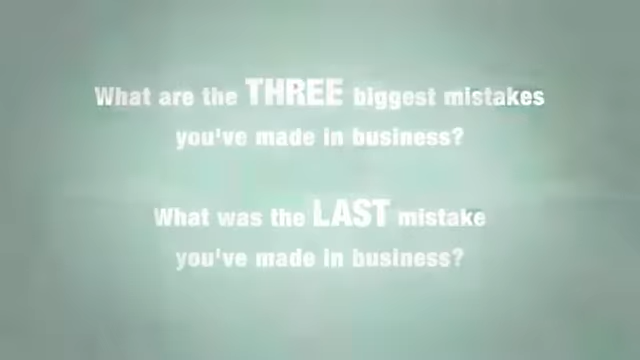 What are the THREE biggest mistakes
you've made in business?
What was the LAST mistake
you've made in business?